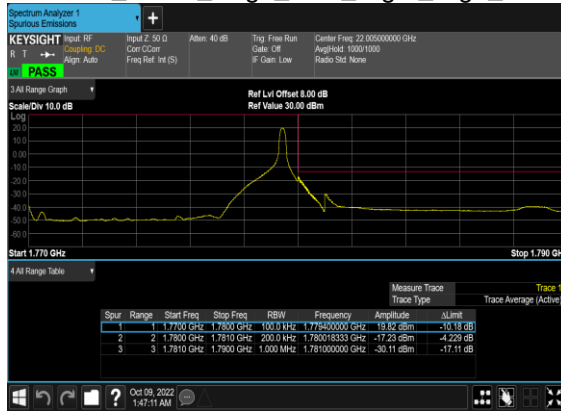 Spectrum Analyzer 1
Spurious Emissions
KEYSIGHT Input: RF Input Z: 50 Ω Atten: 40 dB Trig: Free Run Center Freq: 22.005000000 GHz
R T Coupling: DC Corr CCorr Gate: Off Avg|Hold: 1000/1000
Align: Auto Freq Ref: Int (S) IF Gain: Low Radio Std: None
PASS
3 All Range Graph Ref Lvl Offset 8.00 dB
Scale/Div 10.0 dB Ref Value 30.00 dBm
Log
20.0
10.0
0.00
-10.0
-20.0
-30.0
-40.0
-50.0
-60.0
Start 1.770 GHz Stop 1.790 GH
4 All Range Table
Measure Trace Trace 1
Trace Type Trace Average (Active)
Spur Range Start Freq Stop Freq RBW Frequency Amplitude ΔLimit
1 1 1.7700 GHz 1.7800 GHz 100.0 kHz 1.779400000 GHz 19.82 dBm -10.18 dB
2 2 1.7800 GHz 1.7810 GHz 200.0 kHz 1.780018333 GHz -17.23 dBm -4.229 dB
3 3 1.7810 GHz 1.7900 GHz 1.000 MHz 1.781000000 GHz -30.11 dBm -17.11 dB
? Oct 09, 2022
1:47:11 AM